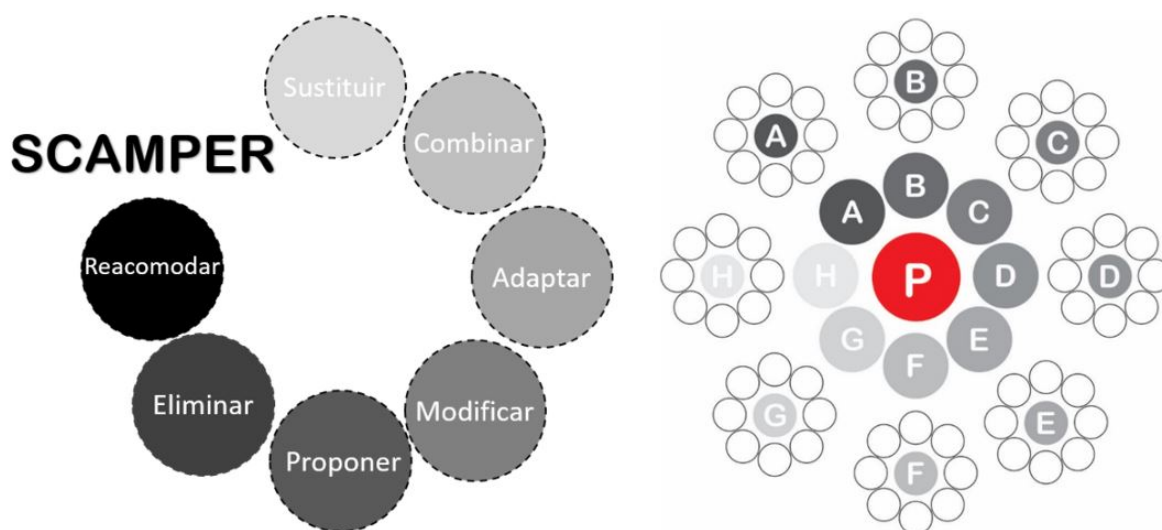 SCAMPER
Sustituir
Combinar
Adaptar
Modificar
Proponer
Eliminar
Reacomodar
P
A
B
C
D
E
F
G
H
A
B
C
D
E
F
G
H